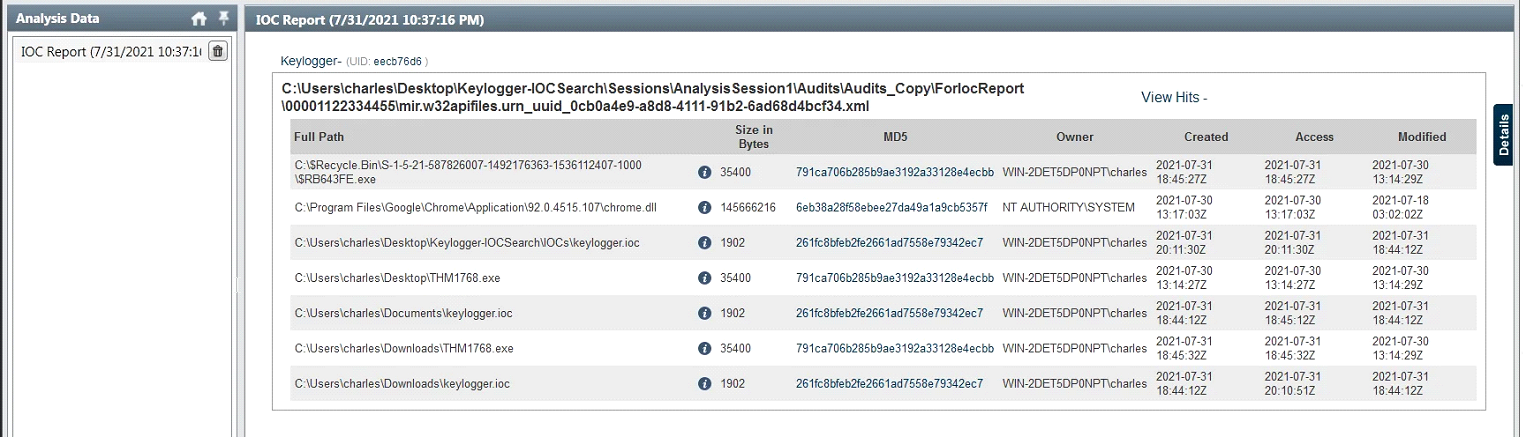 Analysis Data
IOC Report (7/31/2021 10:37:16 PM)
IOC Report (7/31/2021 10:37:1
Keylogger- (UID: eecb76d6 )
C:\Users\charles\Desktop\Keylogger-IOCSearch\Sessions\AnalysisSession1\Audits\Audits_Copy\ForIocReport
\00001122334455\mir.w32apifiles.urn_uuid_0cb0a4e9-a8d8-4111-91b2-6ad68d4bcf34.xml
View Hits -
Details
Full Path Size in Bytes MD5 Owner Created Access Modified
C:\$Recycle.Bin\S-1-5-21-587826007-1492176363-1536112407-1000 2021-07-31 2021-07-31 2021-07-30
\$RB643FE.exe i 35400 791ca706b285b9ae3192a33128e4ecbb WIN-2DET5DP0NPT\charles 18:45:27Z 18:45:27Z 13:14:29Z
C:\Program Files\Google\Chrome\Application\92.0.4515.107\chrome.dll i 145666216 6eb38a28f58ebee27da49a1a9cb5357f NT AUTHORITY\SYSTEM 2021-07-30 2021-07-30 2021-07-18
13:17:03Z 13:17:03Z 03:02:02Z
C:\Users\charles\Desktop\Keylogger-IOCSearch\IOCs\keylogger.ioc i 1902 261fc8bfeb2fe2661ad7558e79342ec7 WIN-2DET5DP0NPT\charles 2021-07-31 2021-07-31 2021-07-31
20:11:30Z 20:11:30Z 18:44:12Z
C:\Users\charles\Desktop\THM1768.exe i 35400 791ca706b285b9ae3192a33128e4ecbb WIN-2DET5DP0NPT\charles 2021-07-30 2021-07-30 2021-07-30
13:14:27Z 13:14:27Z 13:14:29Z
C:\Users\charles\Documents\keylogger.ioc i 1902 261fc8bfeb2fe2661ad7558e79342ec7 WIN-2DET5DP0NPT\charles 2021-07-31 2021-07-31 2021-07-31
18:44:12Z 18:45:12Z 18:44:12Z
C:\Users\charles\Downloads\THM1768.exe i 35400 791ca706b285b9ae3192a33128e4ecbb WIN-2DET5DP0NPT\charles 2021-07-31 2021-07-31 2021-07-30
18:45:32Z 18:45:32Z 13:14:29Z
C:\Users\charles\Downloads\keylogger.ioc i 1902 261fc8bfeb2fe2661ad7558e79342ec7 WIN-2DET5DP0NPT\charles 2021-07-31 2021-07-31 2021-07-31
18:44:12Z 20:10:51Z 18:44:12Z